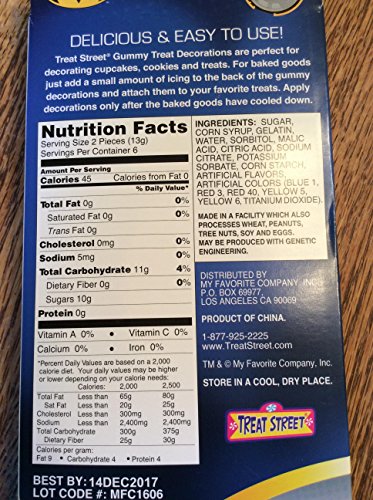 DELICIOUS & EASY TO USE!
Treat Street® Gummy Treat Decorations are perfect for
decorating cupcakes, cookies and treats. For baked goods
just add a small amount of icing to the back of the gummy
decorations and attach them to your favorite treats. Apply
decorations only after the baked goods have cooled down.
Nutrition Facts
Serving Size 2 Pieces (13g)
Servings Per Container 6
Amount Per Serving
Calories 45 Calories from Fat 0
% Daily Value*
Total Fat 0g 0%
Saturated Fat 0g 0%
Trans Fat 0g
Cholesterol 0mg 0%
Sodium 5mg 0%
Total Carbohydrate 11g 4%
Dietary Fiber 0g 0%
Sugars 10g
Protein 0g
Vitamin A 0% • Vitamin C 0%
Calcium 0% • Iron 0%
*Percent Daily Values are based on a 2,000
calorie diet. Your daily values may be higher
or lower depending on your calorie needs.
Calories: 2,000 2,500
Total Fat Less than 65g 80g
Sat Fat Less than 20g 25g
Cholesterol Less than 300mg 300mg
Sodium Less than 2,400mg 2,400mg
Total Carbohydrate 300g 375g
Dietary Fiber 25g 30g
Calories per gram:
Fat 9 • Carbohydrate 4 • Protein 4
BEST BY: 14DEC2017
LOT CODE #: MFC1606
INGREDIENTS: SUGAR,
CORN SYRUP, GELATIN,
WATER, SORBITOL, MALIC
ACID, CITRIC ACID, SODIUM
CITRATE, POTASSIUM
SORBATE, CORN STARCH,
ARTIFICIAL FLAVORS,
ARTIFICIAL COLORS (BLUE 1,
RED 3, RED 40, YELLOW 5,
YELLOW 6, TITANIUM DIOXIDE).
MADE IN A FACILITY WHICH ALSO
PROCESSES WHEAT, PEANUTS,
TREE NUTS, SOY AND EGGS.
MAY BE PRODUCED WITH GENETIC
ENGINEERING.
DISTRIBUTED BY
MY FAVORITE COMPANY, INC®
P.O. BOX 69977,
LOS ANGELES CA 90069
PRODUCT OF CHINA.
1-877-925-2225
www.TreatStreet.com
TM & © My Favorite Company, Inc.
STORE IN A COOL, DRY PLACE.
TREAT STREET